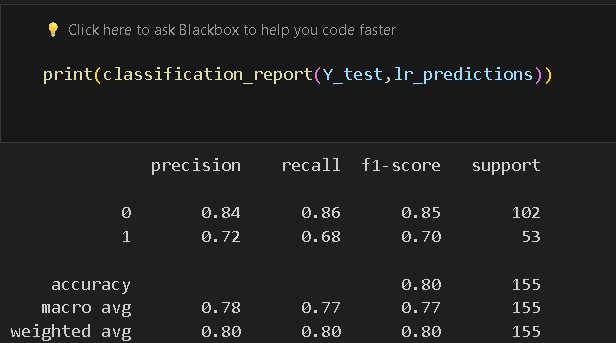 💡 Click here to ask Blackbox to help you code faster
print(classification_report(Y_test,lr_predictions))
precision recall f1-score support
0 0.84 0.86 0.85 102
1 0.72 0.68 0.70 53
accuracy 0.80 155
macro avg 0.78 0.77 0.77 155
weighted avg 0.80 0.80 0.80 155